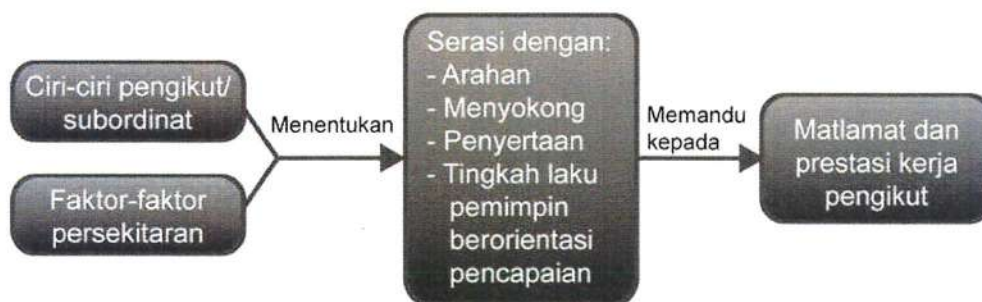 Ciri-ciri pengikut/
subordinat
Faktor-faktor
persekitaran
Menentukan
Serasi dengan:
- Arahan
- Menyokong
- Penyertaan
- Tingkah laku
pemimpin
berorientasi
pencapaian
Memandu
kepada
Matlamat dan
prestasi kerja
pengikut